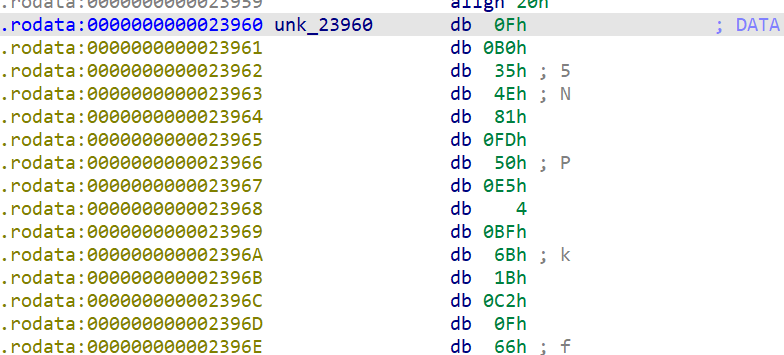 .rodata:0000000000023959 align 20h
.rodata:0000000000023960 unk_23960 db 0Fh ; DATA
.rodata:0000000000023961 db 0B0h
.rodata:0000000000023962 db 35h ; 5
.rodata:0000000000023963 db 4Eh ; N
.rodata:0000000000023964 db 81h
.rodata:0000000000023965 db 0FDh
.rodata:0000000000023966 db 50h ; P
.rodata:0000000000023967 db 0E5h
.rodata:0000000000023968 db 4
.rodata:0000000000023969 db 0BFh
.rodata:000000000002396A db 6Bh ; k
.rodata:000000000002396B db 1Bh
.rodata:000000000002396C db 0C2h
.rodata:000000000002396D db 0Fh
.rodata:000000000002396E db 66h ; f